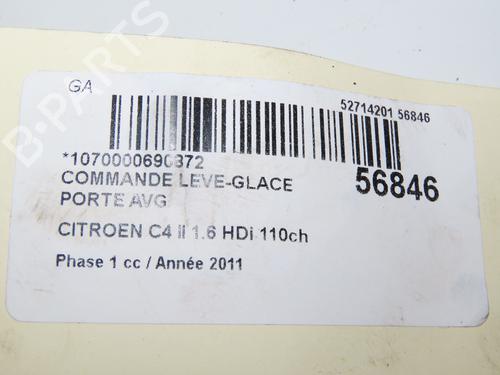 B-PARTS
GA
52714201 56846
*1070000690872
COMMANDE LEVE-GLACE
56846
PORTE AVG
CITROEN C4 II 1.6 HDi 110ch
Phase 1 cc / Année 2011